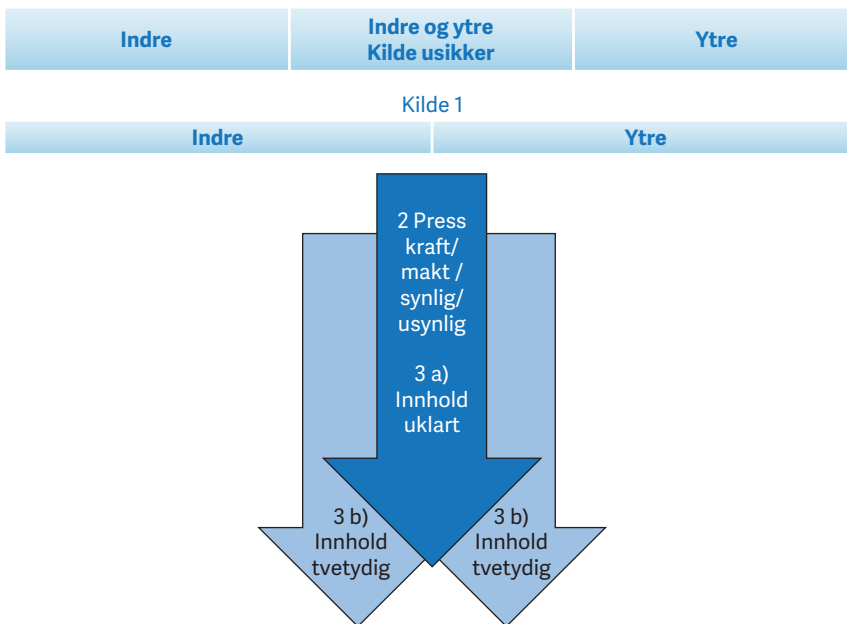 Indre
Indre og ytre
Kilde usikker
Ytre
Kilde 1
Indre
Ytre
2 Press
kraft/
makt /
synlig/
usynlig
3 a)
Innhold
uklart
3 b)
Innhold
tvetydig
3 b)
Innhold
tvetydig